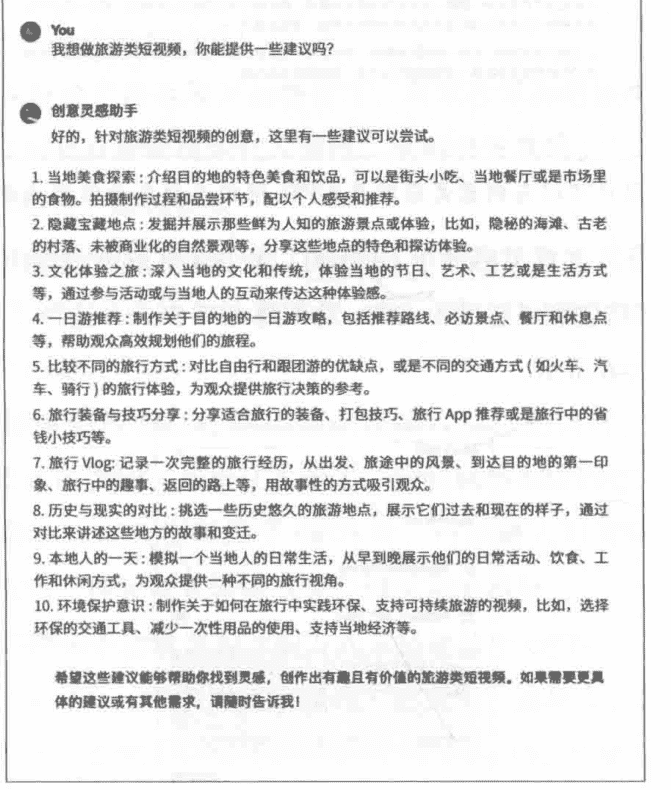 You
我想做旅游类短视频，你能提供一些建议吗？
创意灵感助手
好的，针对旅游类短视频的创意，这里有一些建议可以尝试。
1. 当地美食探索：介绍目的地的特色美食和饮品，可以是街头小吃、当地餐厅或是市场里
的食物。拍摄制作过程和品尝环节，配以个人感受和推荐。
2. 隐藏宝藏地点：发掘并展示那些鲜为人知的旅游景点或体验，比如，隐秘的海滩、古老
的村落、未被商业化的自然景观等，分享这些地点的特色和探访体验。
3. 文化体验之旅：深入当地的文化和传统，体验当地的节日、艺术、工艺或是生活方式
等，通过参与活动或与当地人的互动来传达这种体验感。
4. 一日游推荐：制作关于目的地的一日游攻略，包括推荐路线、必访景点、餐厅和休息点
等，帮助观众高效规划他们的旅程。
5. 比较不同的旅行方式：对比自由行和跟团游的优缺点，或是不同的交通方式（如火车、汽
车、骑行）的旅行体验，为观众提供旅行决策的参考。
6. 旅行装备与技巧分享：分享适合旅行的装备、打包技巧、旅行 App 推荐或是旅行中的省
钱小技巧等。
7. 旅行 Vlog: 记录一次完整的旅行经历，从出发、旅途中的风景、到达目的地的第一印
象、旅行中的趣事、返回的路上等，用故事性的方式吸引观众。
8. 历史与现实的对比：挑选一些历史悠久的旅游地点，展示它们过去和现在的样子，通过
对比来讲述这些地方的故事和变迁。
9. 本地人的一天：模拟一个当地人的日常生活，从早到晚展示他们的日常活动、饮食、工
作和休闲方式，为观众提供一种不同的旅行视角。
10. 环境保护意识：制作关于如何在旅行中实践环保、支持可持续旅游的视频，比如，选择
环保的交通工具、减少一次性用品的使用、支持当地经济等。
希望这些建议能够帮助你找到灵感，创作出有趣且有价值的旅游类短视频。如果需要更具
体的建议或有其他需求，请随时告诉我！